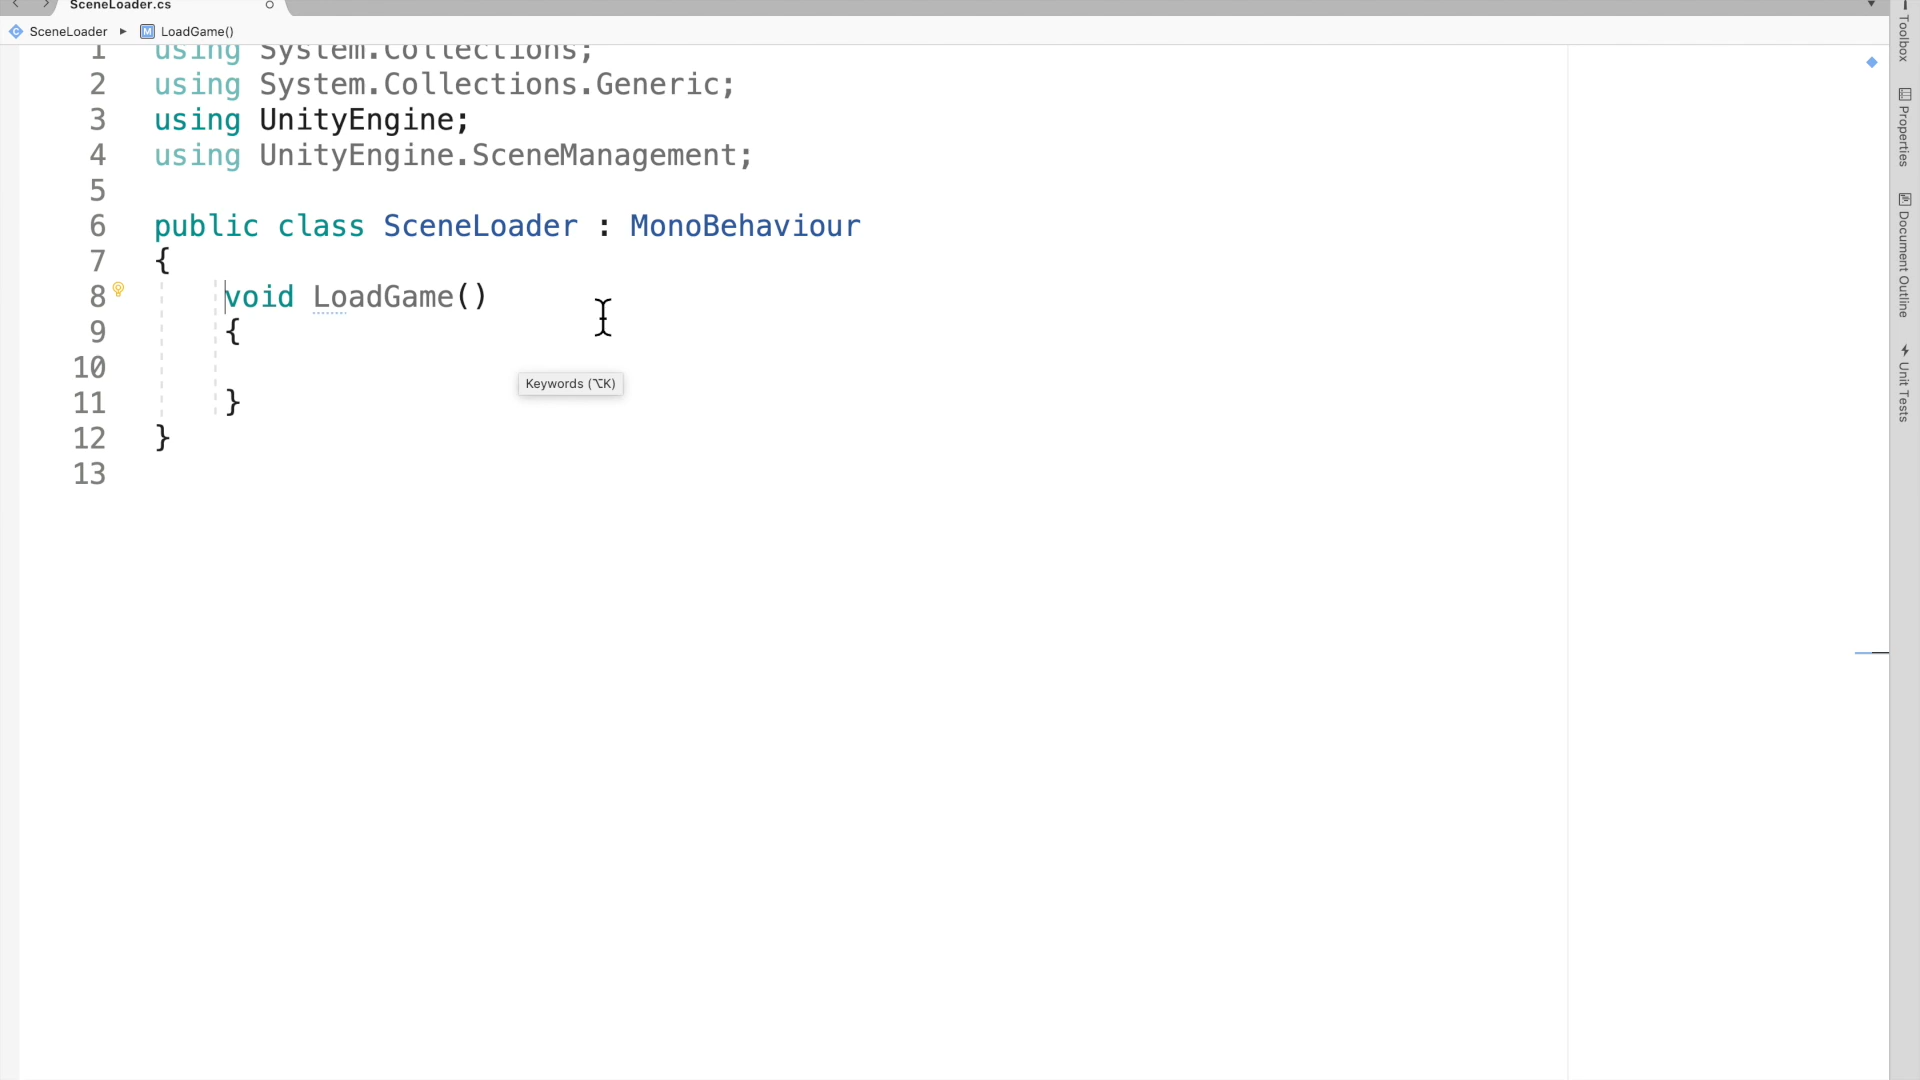 SceneLoader.cs
SceneLoader ▸ M LoadGame()
1 using System.Collections;
2 using System.Collections.Generic;
3 using UnityEngine;
4 using UnityEngine.SceneManagement;
5
6 public class SceneLoader : MonoBehaviour
7 {
8 void LoadGame()
9 {
10
Keywords (⌥K)
11 }
12 }
13
Toolbox
Properties
Document Outline
Unit Tests